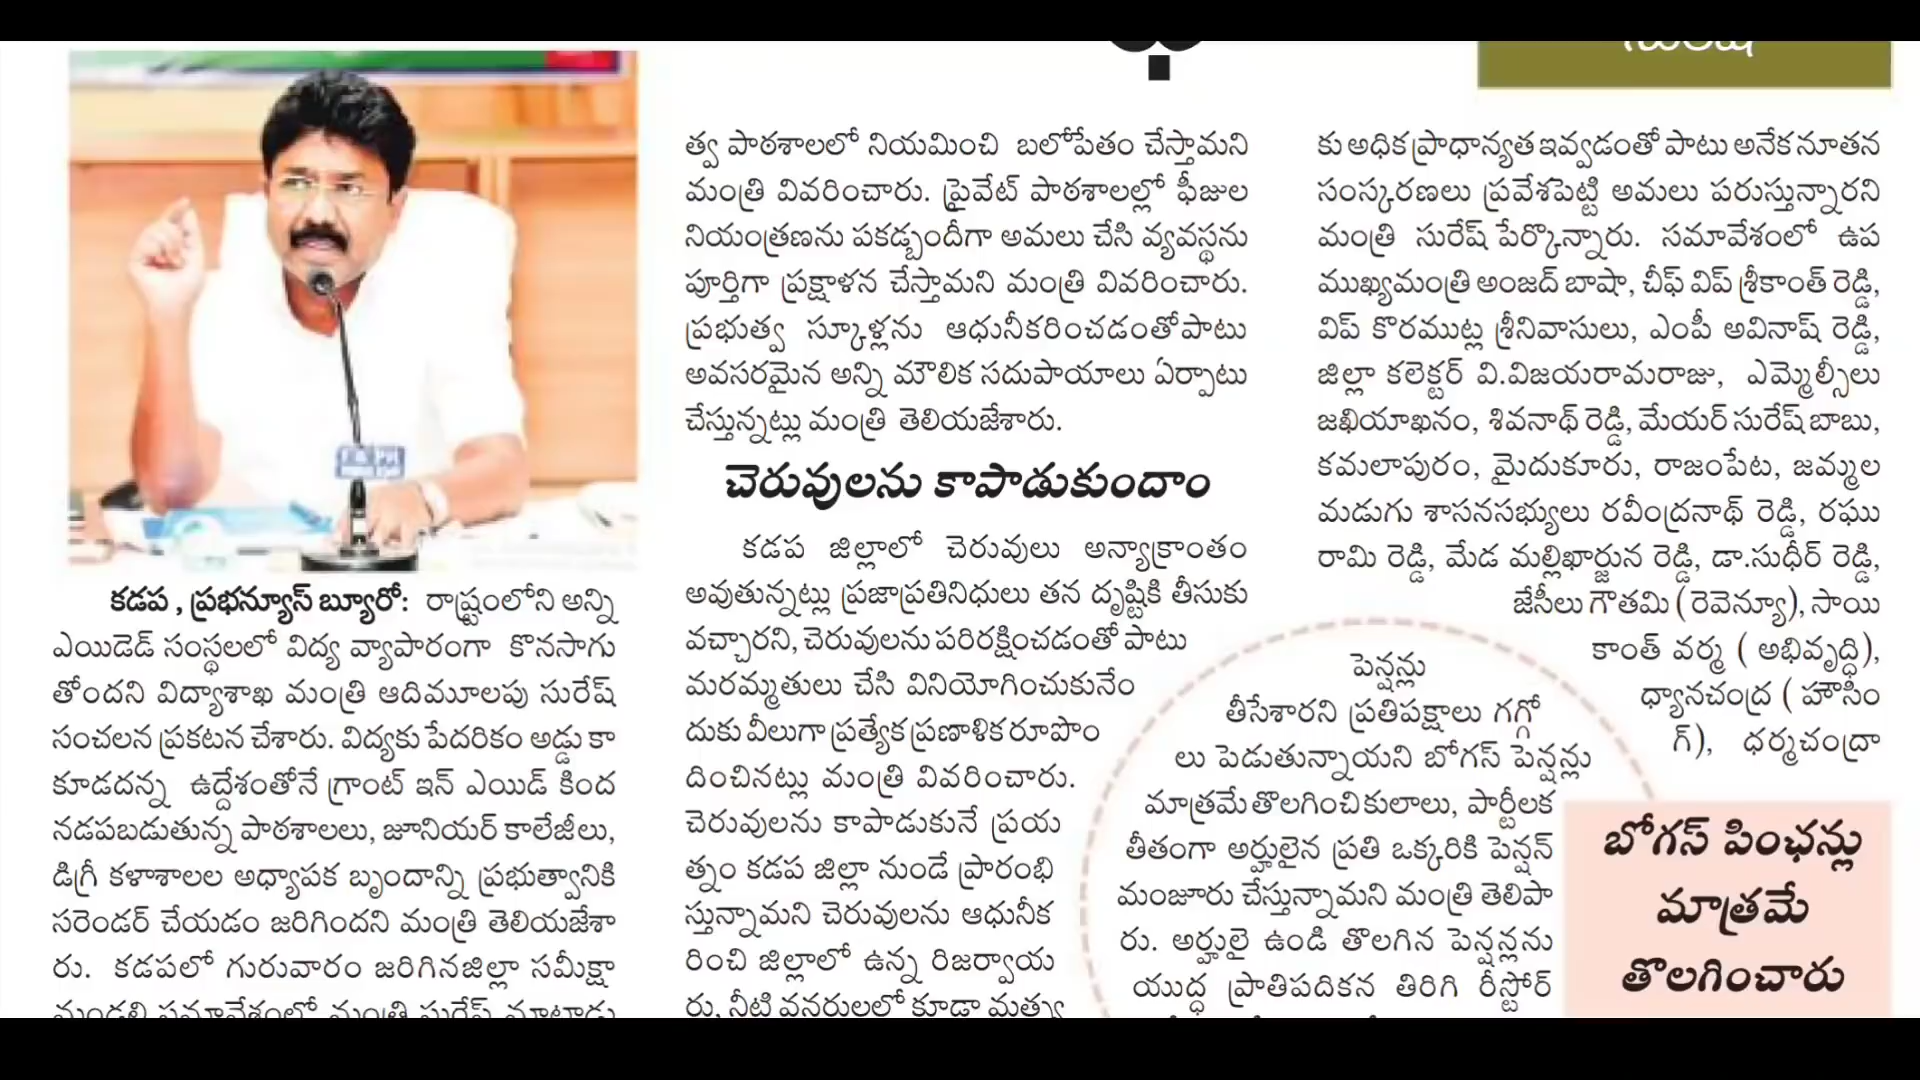 సురేష్
కడప , ప్రభన్యూస్ బ్యూరో: రాష్ట్రంలోని అన్ని
ఎయిడెడ్ సంస్థలలో విద్య వ్యాపారంగా కొనసాగు
తోందని విద్యాశాఖ మంత్రి ఆదిమూలపు సురేష్
సంచలన ప్రకటన చేశారు. విద్యకు పేదరికం అడ్డు కా
కూడదన్న ఉద్దేశంతోనే గ్రాంట్ ఇన్ ఎయిడ్ కింద
నడపబడుతున్న పాఠశాలలు, జూనియర్ కాలేజీలు,
డిగ్రీ కళాశాలల అధ్యాపక బృందాన్ని ప్రభుత్వానికి
సరెండర్ చేయడం జరిగిందని మంత్రి తెలియజేశా
రు. కడపలో గురువారం జరిగినజిల్లా సమీక్షా
మండలి సమావేశంలో మంత్రి సురేష్ మాట్లాడు
త్వ పాఠశాలలో నియమించి బలోపేతం చేస్తామని
మంత్రి వివరించారు. ప్రైవేట్ పాఠశాలల్లో ఫీజుల
నియంత్రణను పకడ్బందీగా అమలు చేసి వ్యవస్థను
పూర్తిగా ప్రక్షాళన చేస్తామని మంత్రి వివరించారు.
ప్రభుత్వ స్కూళ్లను ఆధునీకరించడంతోపాటు
అవసరమైన అన్ని మౌలిక సదుపాయాలు ఏర్పాటు
చేస్తున్నట్లు మంత్రి తెలియజేశారు.
చెరువులను కాపాడుకుందాం
కడప జిల్లాలో చెరువులు అన్యాక్రాంతం
అవుతున్నట్లు ప్రజాప్రతినిధులు తన దృష్టికి తీసుకు
వచ్చారని, చెరువులను పరిరక్షించడంతో పాటు
మరమ్మతులు చేసి వినియోగించుకునేం
దుకు వీలుగా ప్రత్యేక ప్రణాళిక రూపొం
దించినట్లు మంత్రి వివరించారు.
చెరువులను కాపాడుకునే ప్రయ
త్నం కడప జిల్లా నుండే ప్రారంభి
స్తున్నామని చెరువులను ఆధునీక
రించి జిల్లాలో ఉన్న రిజర్వాయ
రు, నీటి వనరులలో కూడా మత్స్య
కు అధిక ప్రాధాన్యత ఇవ్వడంతో పాటు అనేక నూతన
సంస్కరణలు ప్రవేశపెట్టి అమలు పరుస్తున్నారని
మంత్రి సురేష్ పేర్కొన్నారు. సమావేశంలో ఉప
ముఖ్యమంత్రి అంజద్ బాషా, చీఫ్ విప్ శ్రీకాంత్ రెడ్డి,
విప్ కొరముట్ల శ్రీనివాసులు, ఎంపీ అవినాష్ రెడ్డి,
జిల్లా కలెక్టర్ వి.విజయరామరాజు, ఎమ్మెల్సీలు
జఖియాఖనం, శివనాథ్ రెడ్డి, మేయర్ సురేష్ బాబు,
కమలాపురం, మైదుకూరు, రాజంపేట, జమ్మల
మడుగు శాసనసభ్యులు రవీంద్రనాథ్ రెడ్డి, రఘు
రామి రెడ్డి, మేడ మల్లిఖార్జున రెడ్డి, డా.సుధీర్ రెడ్డి,
జేసీలు గౌతమి (రెవెన్యూ), సాయి
కాంత్ వర్మ ( అభివృద్ధి),
ధ్యానచంద్ర ( హౌసిం
గ్), ధర్మచంద్రా
పెన్షన్లు
తీసేశారని ప్రతిపక్షాలు గగ్గో
లు పెడుతున్నాయని బోగస్ పెన్షన్లు
మాత్రమే తొలగించి కులాలు, పార్టీలక
తీతంగా అర్హులైన ప్రతి ఒక్కరికి పెన్షన్
మంజూరు చేస్తున్నామని మంత్రి తెలిపా
రు. అర్హులై ఉండి తొలగిన పెన్షన్లను
యుద్ధ ప్రాతిపదికన తిరిగి రీస్టోర్
బోగస్ పింఛన్లు
మాత్రమే
తొలగించారు